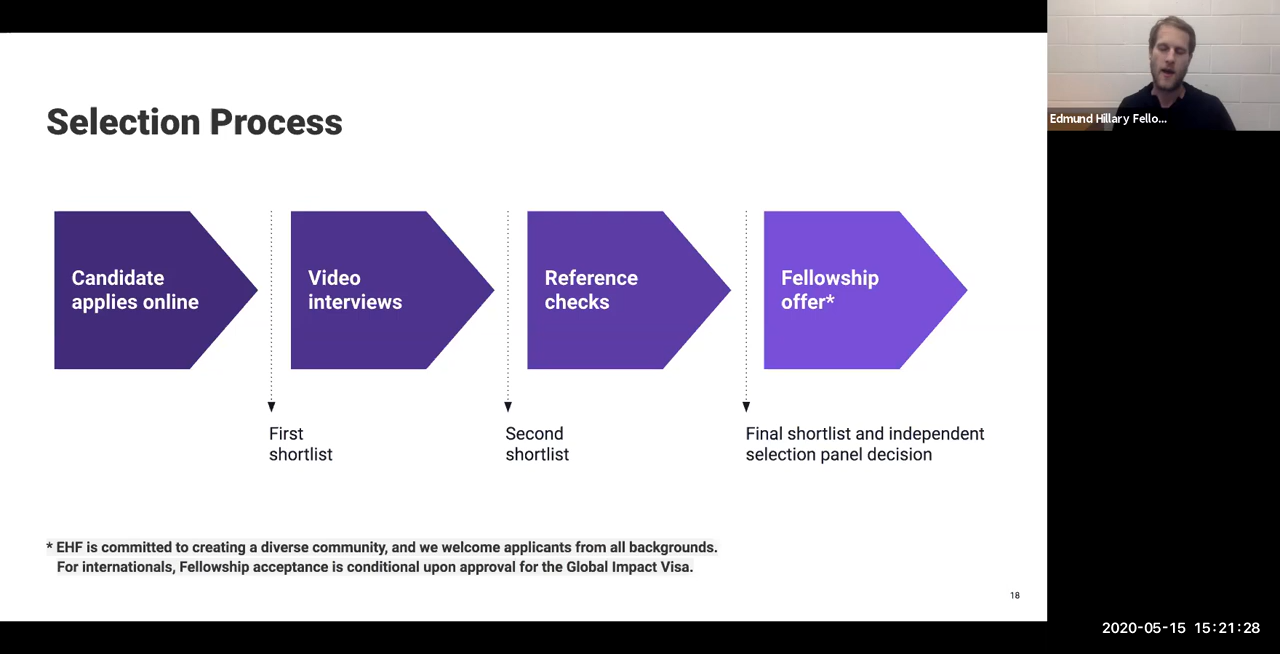 Selection Process
Candidate
applies online
Video
interviews
Reference
checks
Fellowship
offer*
First
shortlist
Second
shortlist
Final shortlist and independent
selection panel decision
* EHF is committed to creating a diverse community, and we welcome applicants from all backgrounds.
For internationals, Fellowship acceptance is conditional upon approval for the Global Impact Visa.
18
Edmund Hillary Fello...
2020-05-15 15:21:28